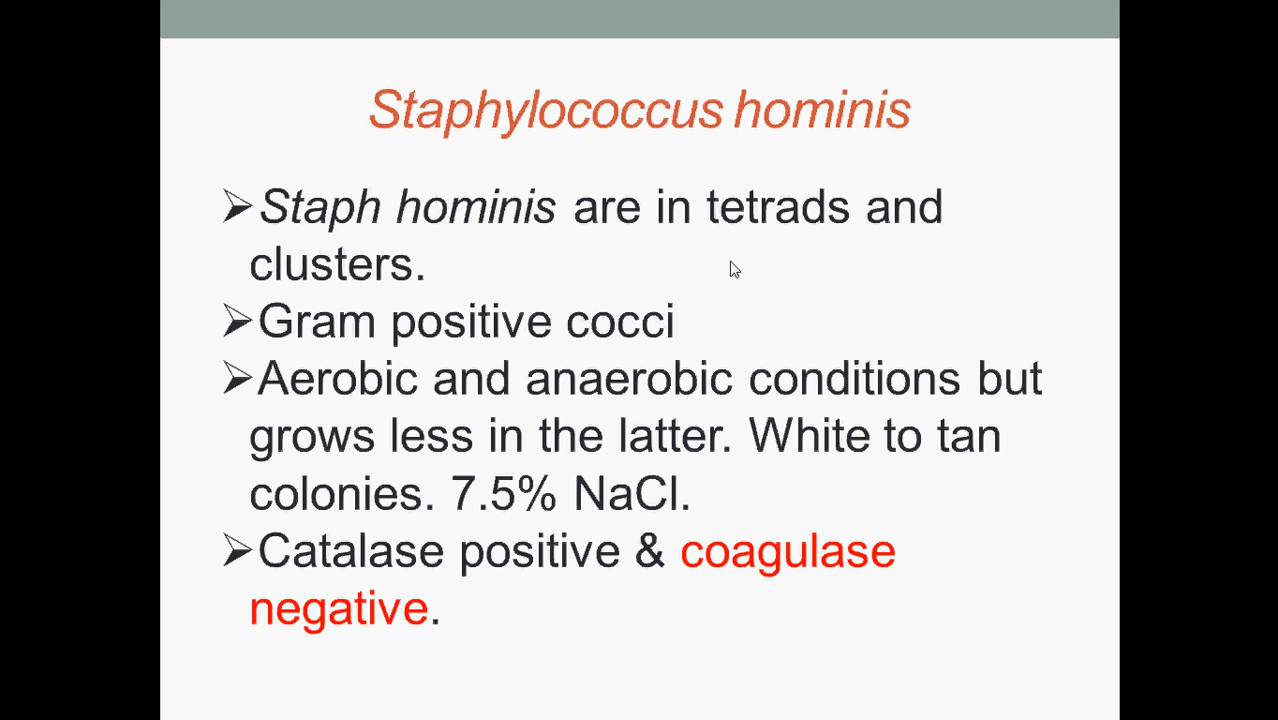 Staphylococcus hominis
➢Staph hominis are in tetrads and
clusters.
➢Gram positive cocci
➢Aerobic and anaerobic conditions but
grows less in the latter. White to tan
colonies. 7.5% NaCl.
➢Catalase positive & coagulase
negative.